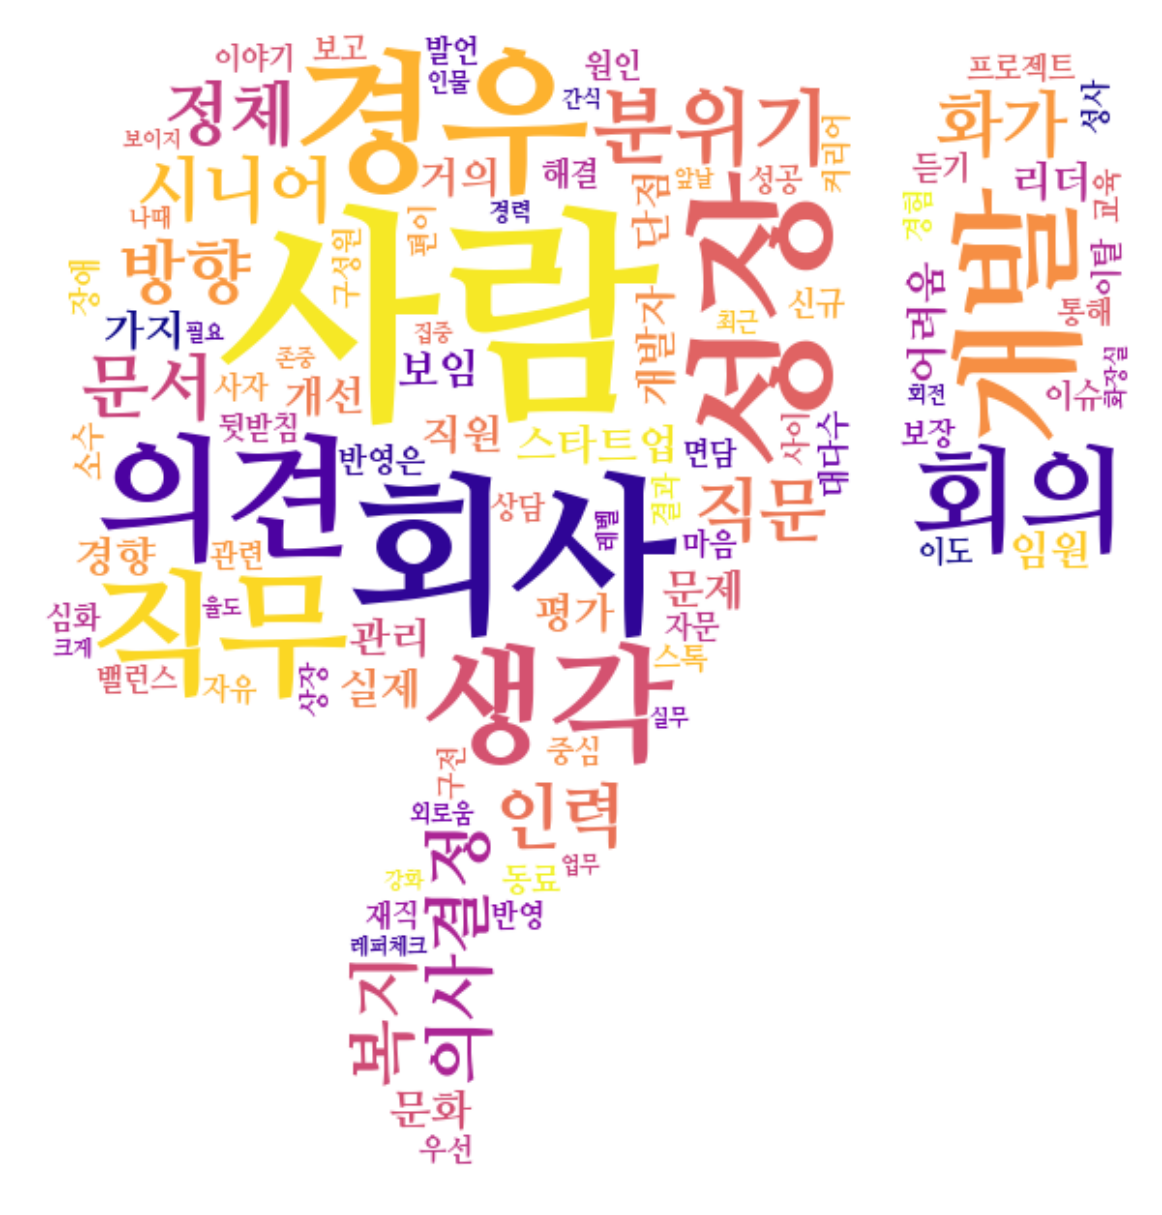 이야기
보고
발언
인물
원인
프로젝트
정체
경우
간식
분위기
화가
성사
보이지
커리어
시니어
거의
해결
앞날
성공
듣기
리더
나때
경력
단점
경험
교육
방향
사람
구성원
편이
성장
개발
이탈
장애
가지
필요
집중
최근
신규
어려움
통해
문서
존중
보임
개발자
사자
개선
회전
이슈
화장실
뒷받침
직원
스타트업
사이
대다수
보장
소수
의견
반영은
면담
회의
회사
상담
레벨
결과
직문
경향
관련
마음
이도
임원
직무
율도
평가
문제
심화
크게
관리
자문
밸런스
자유
상장
실제
생각
스톡
실무
구전
중심
외로움
인력
의사결정
강화
동료
업무
재직
반영
레퍼체크
복지
문화
우선